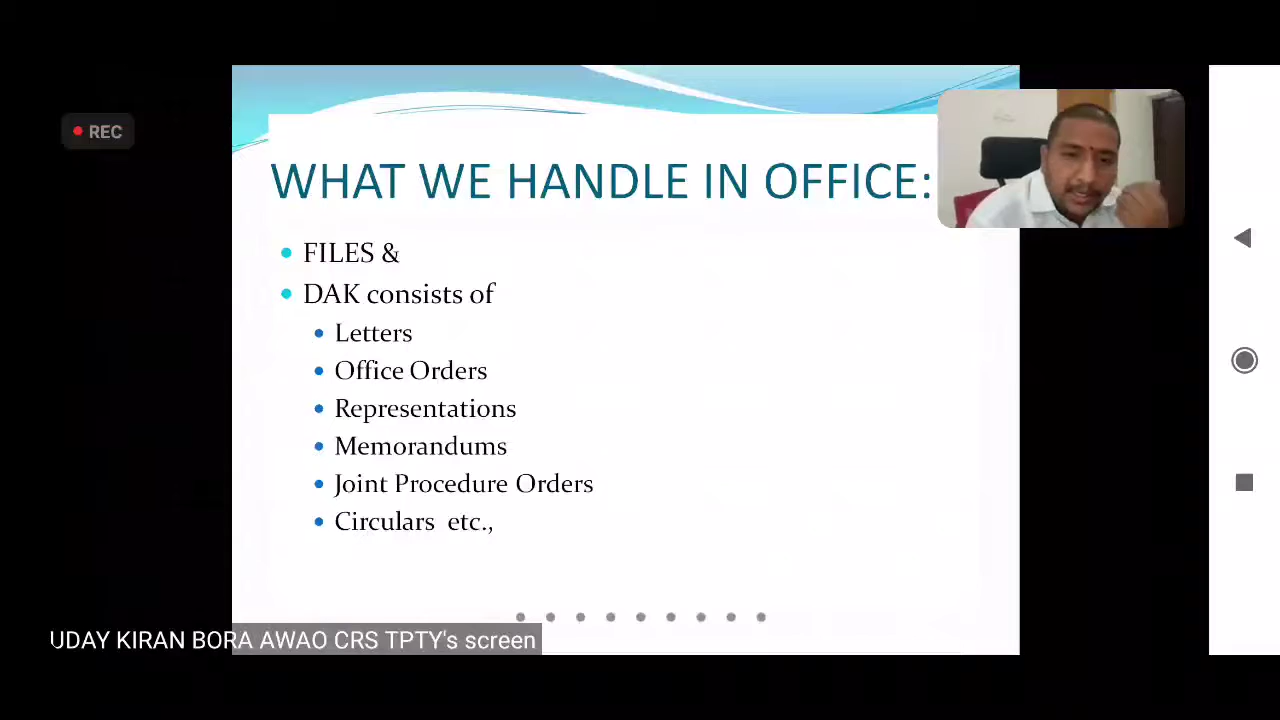 REC
WHAT WE HANDLE IN OFFICE:
FILES &
DAK consists of
Letters
Office Orders
Representations
Memorandums
Joint Procedure Orders
Circulars etc.,
UDAY KIRAN BORA AWAO CRS TPTY's screen